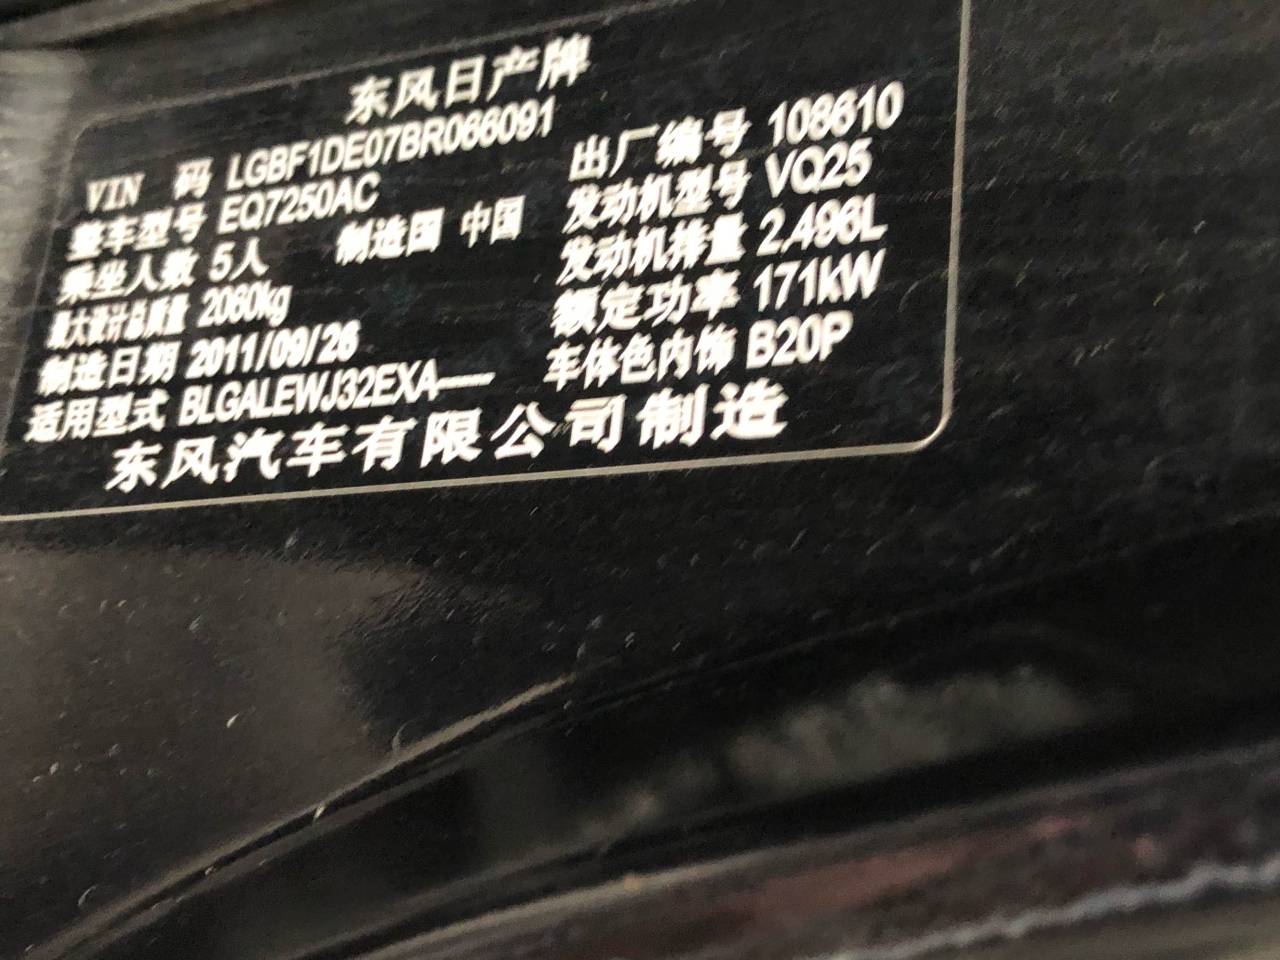 东风日产牌
VIN 码 LGBF1DE07BR066091 出厂编号 108610
整车型号 EQ7250AC 发动机型号 VQ25
乘坐人数 5人 制造国 中国 发动机排量 2.496L
最大设计总质量 2060kg 额定功率 171kW
制造日期 2011/09/26 车体色内饰 B20P
适用型式 BLGALEWJ32EXA-----
东风汽车有限公司制造